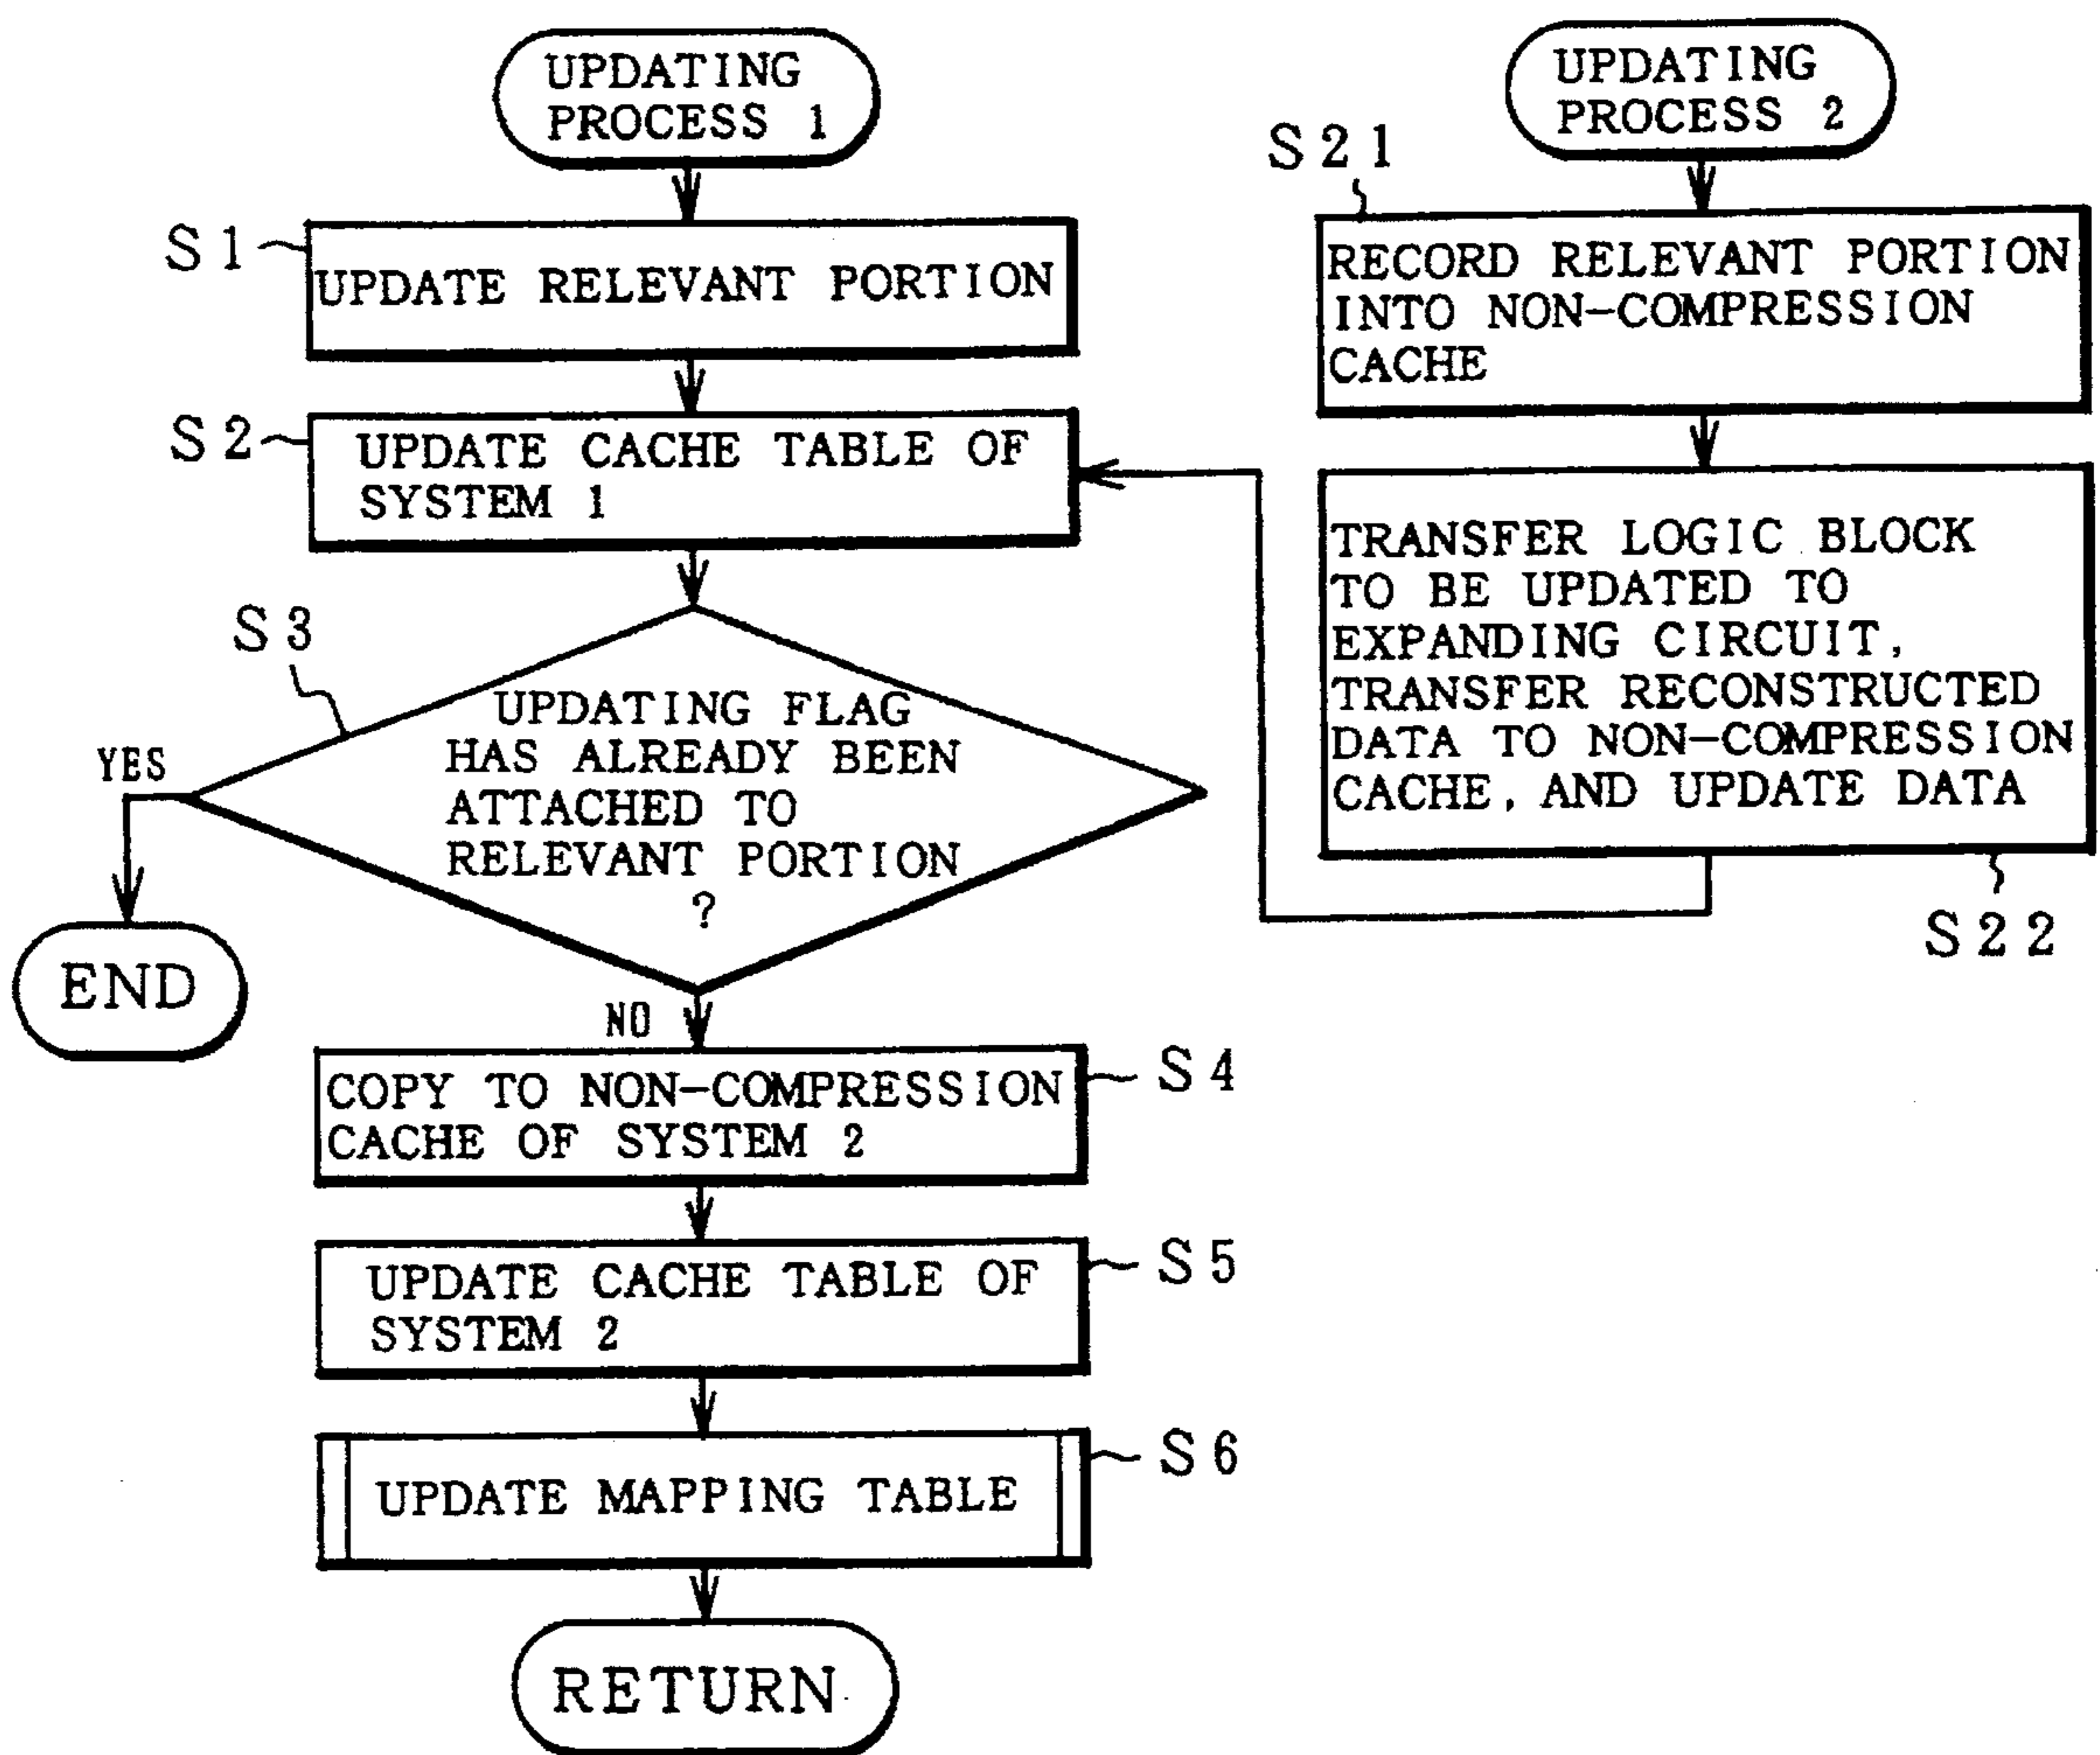 UPDATING
PROCESS 1
S1
UPDATE RELEVANT PORTION
S2
UPDATE CACHE TABLE OF
SYSTEM 1
S3
UPDATING FLAG
HAS ALREADY BEEN
ATTACHED TO
RELEVANT PORTION
?
YES
END
NO
COPY TO NON-COMPRESSION
CACHE OF SYSTEM 2
S4
UPDATE CACHE TABLE OF
SYSTEM 2
S5
UPDATE MAPPING TABLE
S6
RETURN
UPDATING
PROCESS 2
S21
RECORD RELEVANT PORTION
INTO NON-COMPRESSION
CACHE
TRANSFER LOGIC BLOCK
TO BE UPDATED TO
EXPANDING CIRCUIT,
TRANSFER RECONSTRUCTED
DATA TO NON-COMPRESSION
CACHE, AND UPDATE DATA
S22